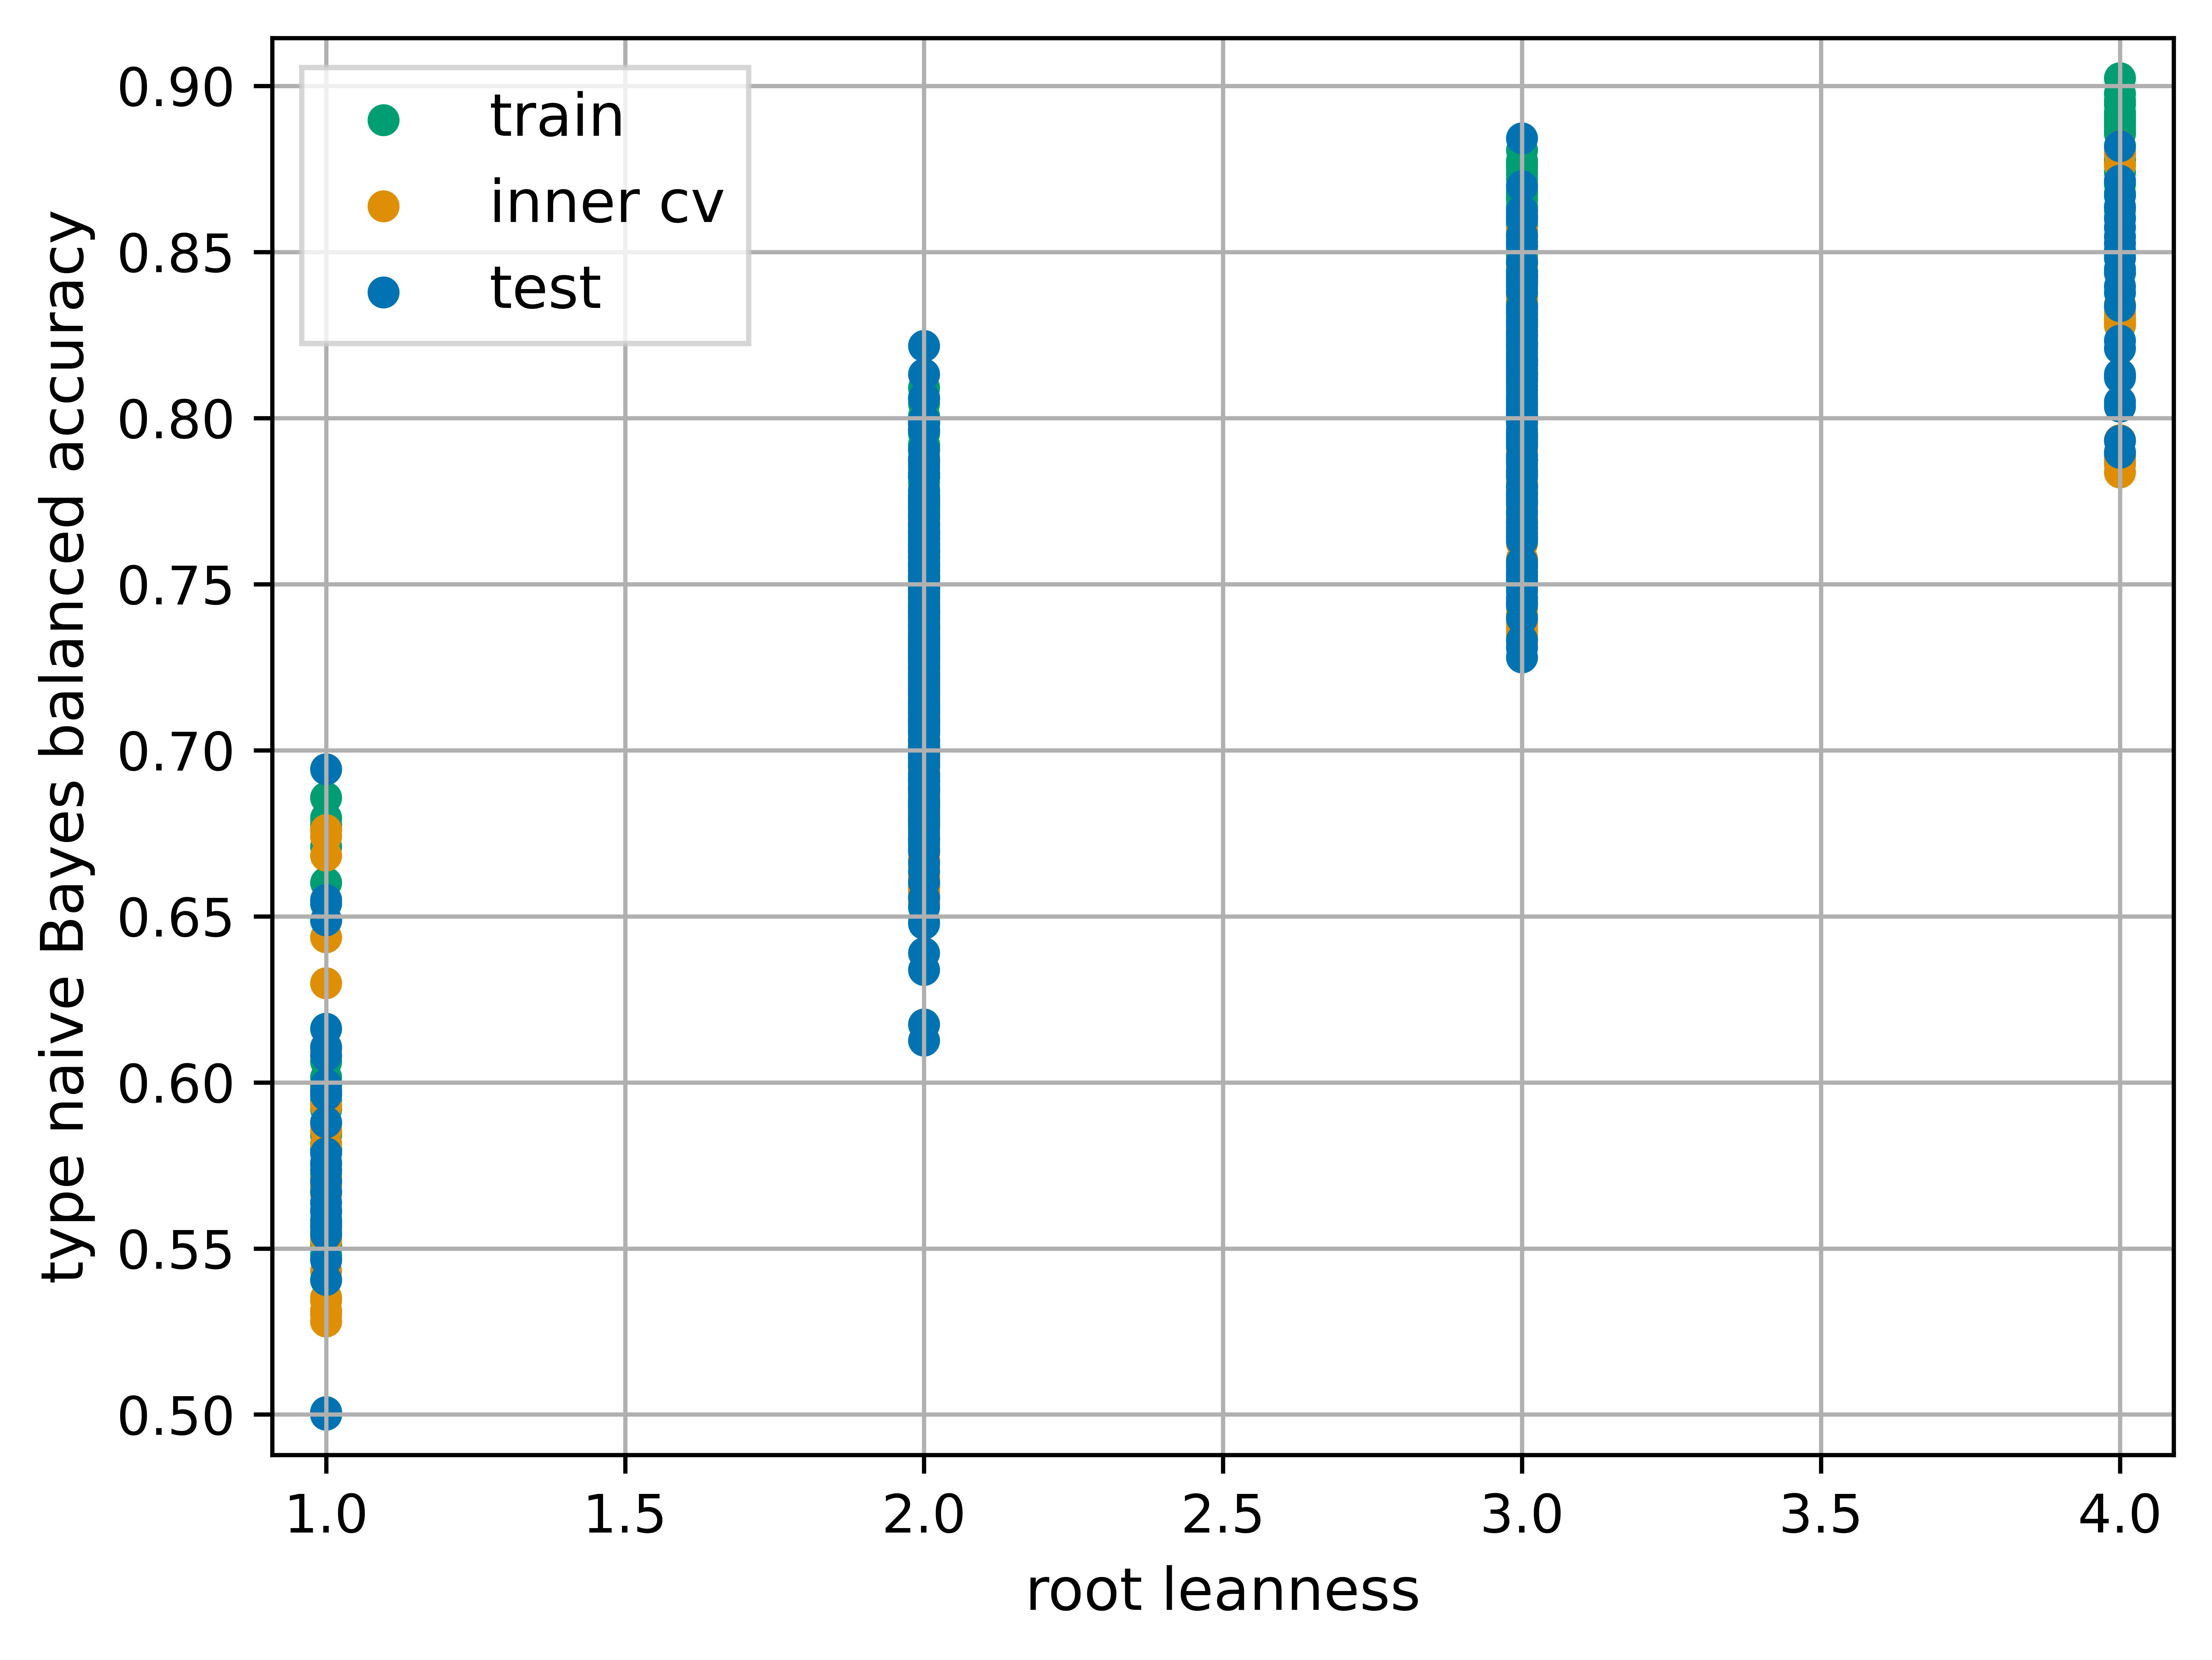 0.90
0.85
0.80
0.75
0.70
0.65
0.60
0.55
0.50
type naive Bayes balanced accuracy
train
inner cv
test
1.0 1.5 2.0 2.5 3.0 3.5 4.0
root leanness